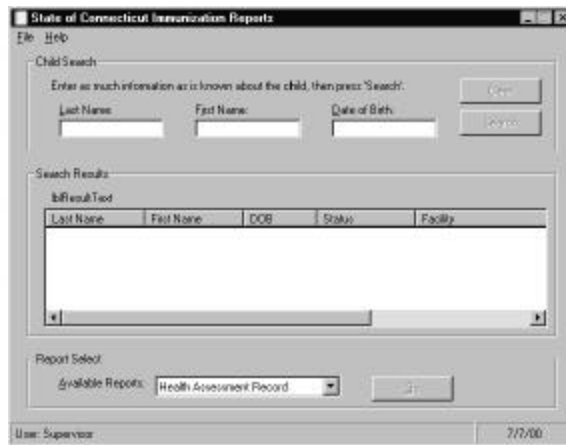 State of Connecticut Immunization Reports
File Help
Child Search
Enter as much information as is known about the child, then press 'Search'.
Last Name: First Name: Date of Birth:
Search
Search Results
lblResultText
Last Name First Name DOB Status Facility
Report Select
Available Reports: Health Assessment Record
User: Supervisor 7/7/00